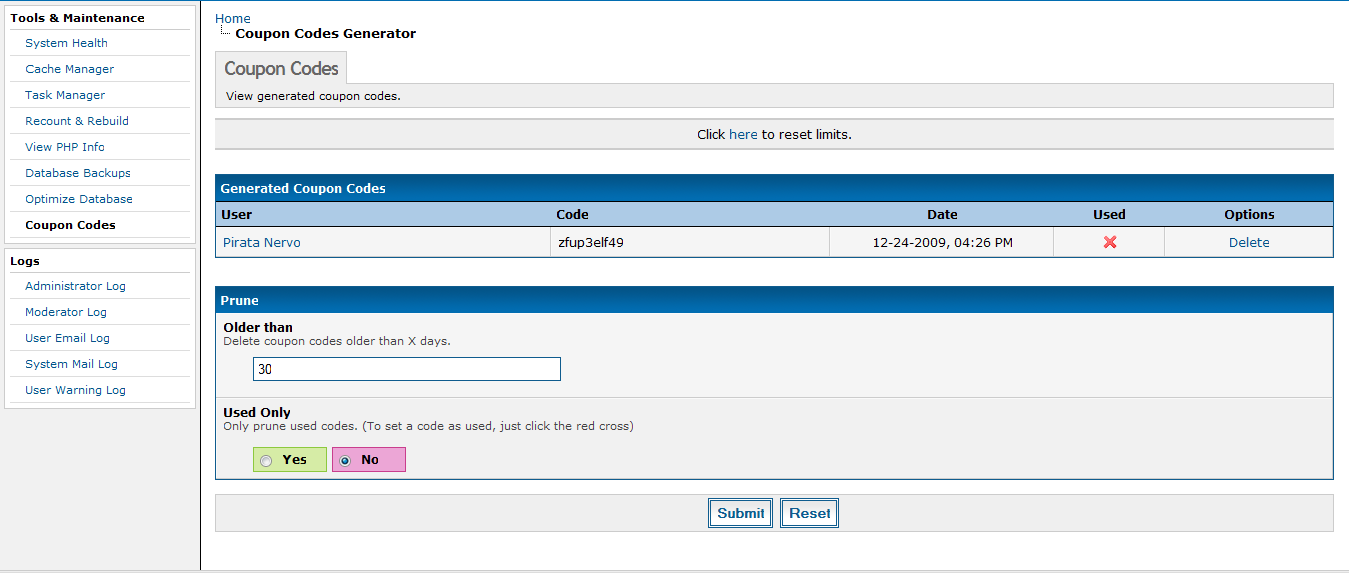 Tools & Maintenance
System Health
Cache Manager
Task Manager
Recount & Rebuild
View PHP Info
Database Backups
Optimize Database
Coupon Codes
Logs
Administrator Log
Moderator Log
User Email Log
System Mail Log
User Warning Log
Home
Coupon Codes Generator
Coupon Codes
View generated coupon codes.
Click here to reset limits.
Generated Coupon Codes
User Code Date Used Options
Pirata Nervo zfup3elf49 12-24-2009, 04:26 PM Delete
Prune
Older than
Delete coupon codes older than X days.
30
Used Only
Only prune used codes. (To set a code as used, just click the red cross)
Yes No
Submit Reset